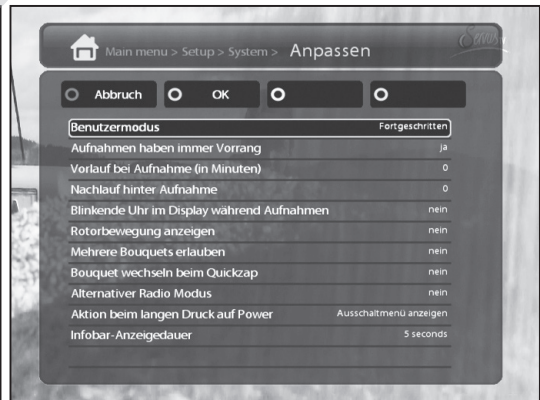 Main menu > Setup > System > Anpassen
Servus
Abbruch OK
Benutzermodus Fortgeschritten
Aufnahmen haben immer Vorrang ja
Vorlauf bei Aufnahme (in Minuten) 0
Nachlauf hinter Aufnahme 0
Blinkende Uhr im Display während Aufnahmen nein
Rotorbewegung anzeigen nein
Mehrere Bouquets erlauben nein
Bouquet wechseln beim Quickzap nein
Alternativer Radio Modus nein
Aktion beim langen Druck auf Power Ausschaltmenü anzeigen
Infobar-Anzeigedauer 5 seconds